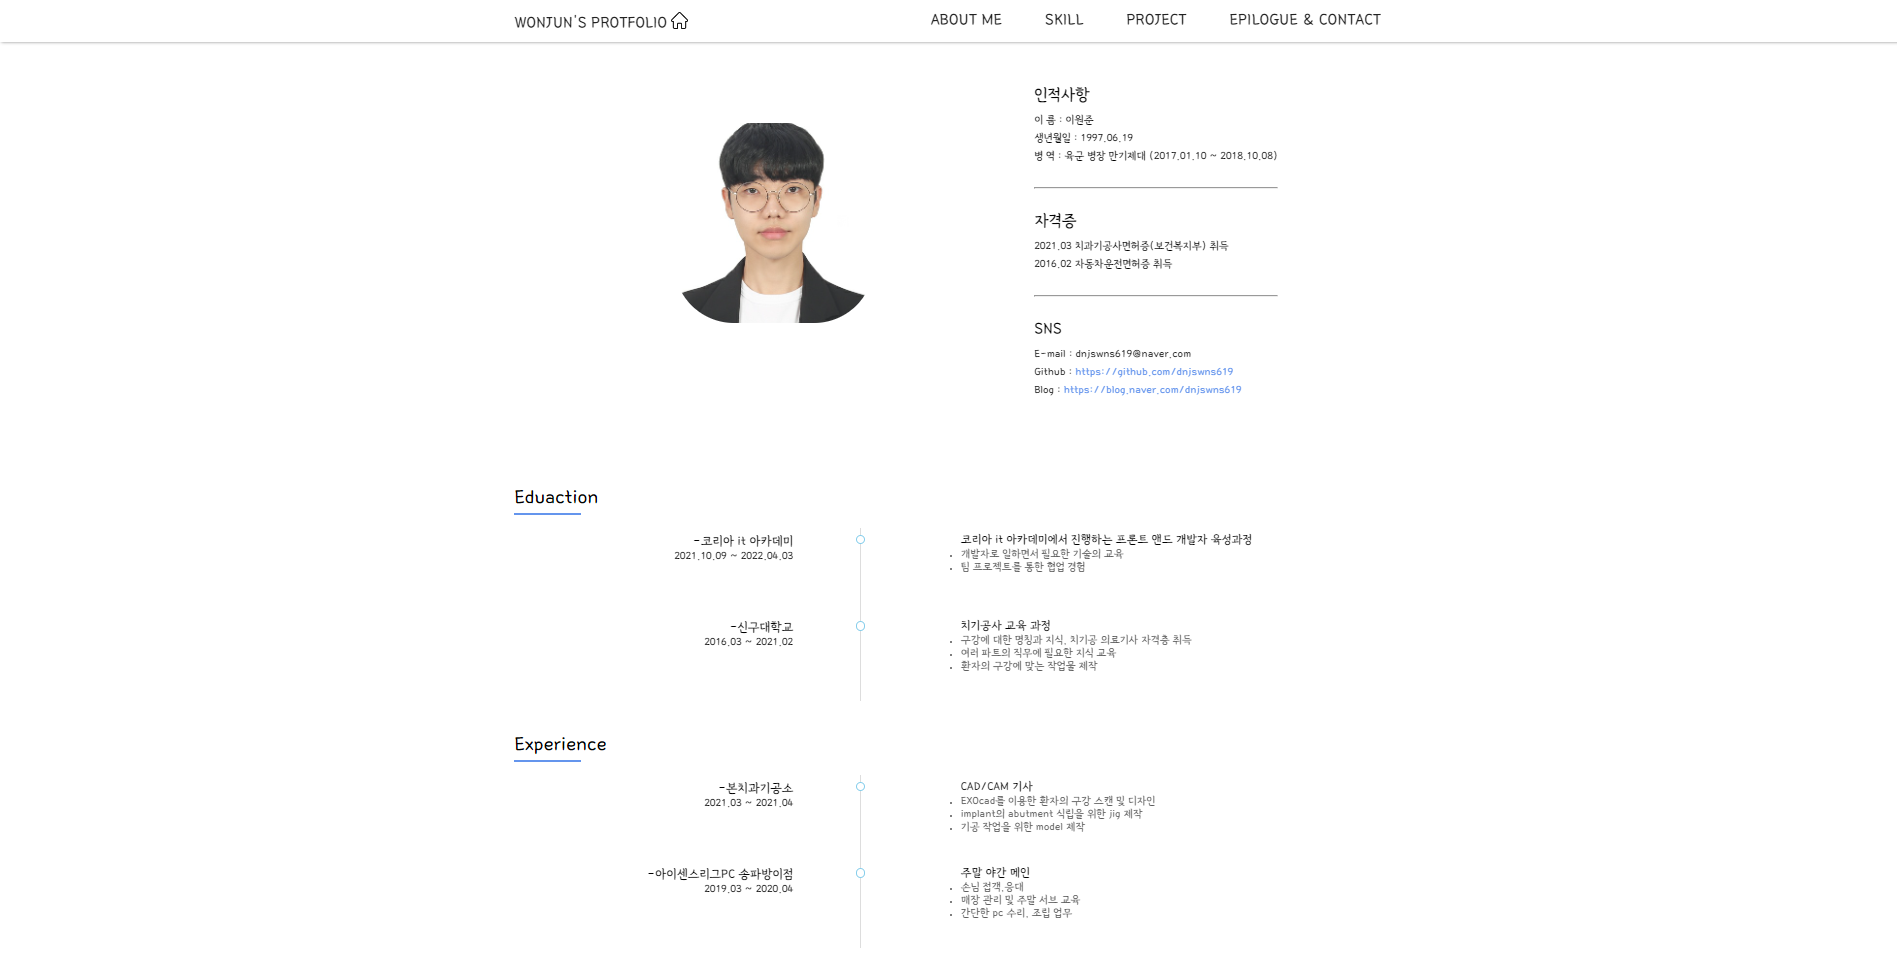 WONJUN'S PROTFOLIO
ABOUT ME
SKILL
PROJECT
EPILOGUE & CONTACT
인적사항
이 름 : 이원준
생년월일 : 1997.06.19
병 역 : 육군 병장 만기제대 (2017.01.10 ~ 2018.10.08)
자격증
2021.03 치과기공사면허증(보건복지부) 취득
2016.02 자동차운전면허증 취득
SNS
E-mail : dnjswns619@naver.com
Github : https://github.com/dnjswns619
Blog : https://blog.naver.com/dnjswns619
Eduaction
-코리아 it 아카데미
2021.10.09 ~ 2022.04.03
코리아 it 아카데미에서 진행하는 프론트 앤드 개발자 육성과정
• 개발자로 일하면서 필요한 기술의 교육
• 팀 프로젝트를 통한 협업 경험
-신구대학교
2016.03 ~ 2021.02
치기공사 교육 과정
• 구강에 대한 명칭과 지식, 치기공 의료기사 자격층 취득
• 여러 파트의 직무에 필요한 지식 교육
• 환자의 구강에 맞는 작업물 제작
Experience
-본치과기공소
2021.03 ~ 2021.04
CAD/CAM 기사
• EXOcad를 이용한 환자의 구강 스캔 및 디자인
• implant의 abutment 식립을 위한 jig 제작
• 기공 작업을 위한 model 제작
-아이센스리그PC 송파방이점
2019.03 ~ 2020.04
주말 야간 메인
• 손님 접객,응대
• 매장 관리 및 주말 서브 교육
• 간단한 pc 수리, 조립 업무